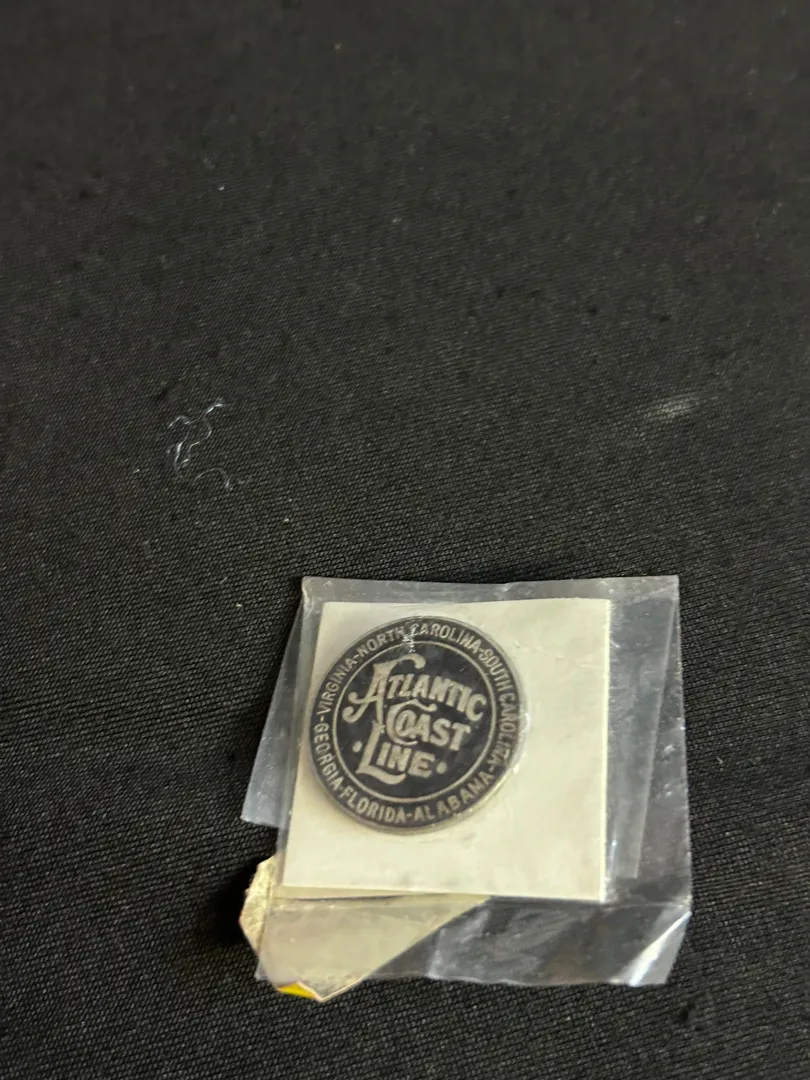 VIRGINIA-NORTH CAROLINA-SOUTH CAROLINA-
GEORGIA-FLORIDA-ALABAMA-
ATLANTIC
COAST
·LINE·